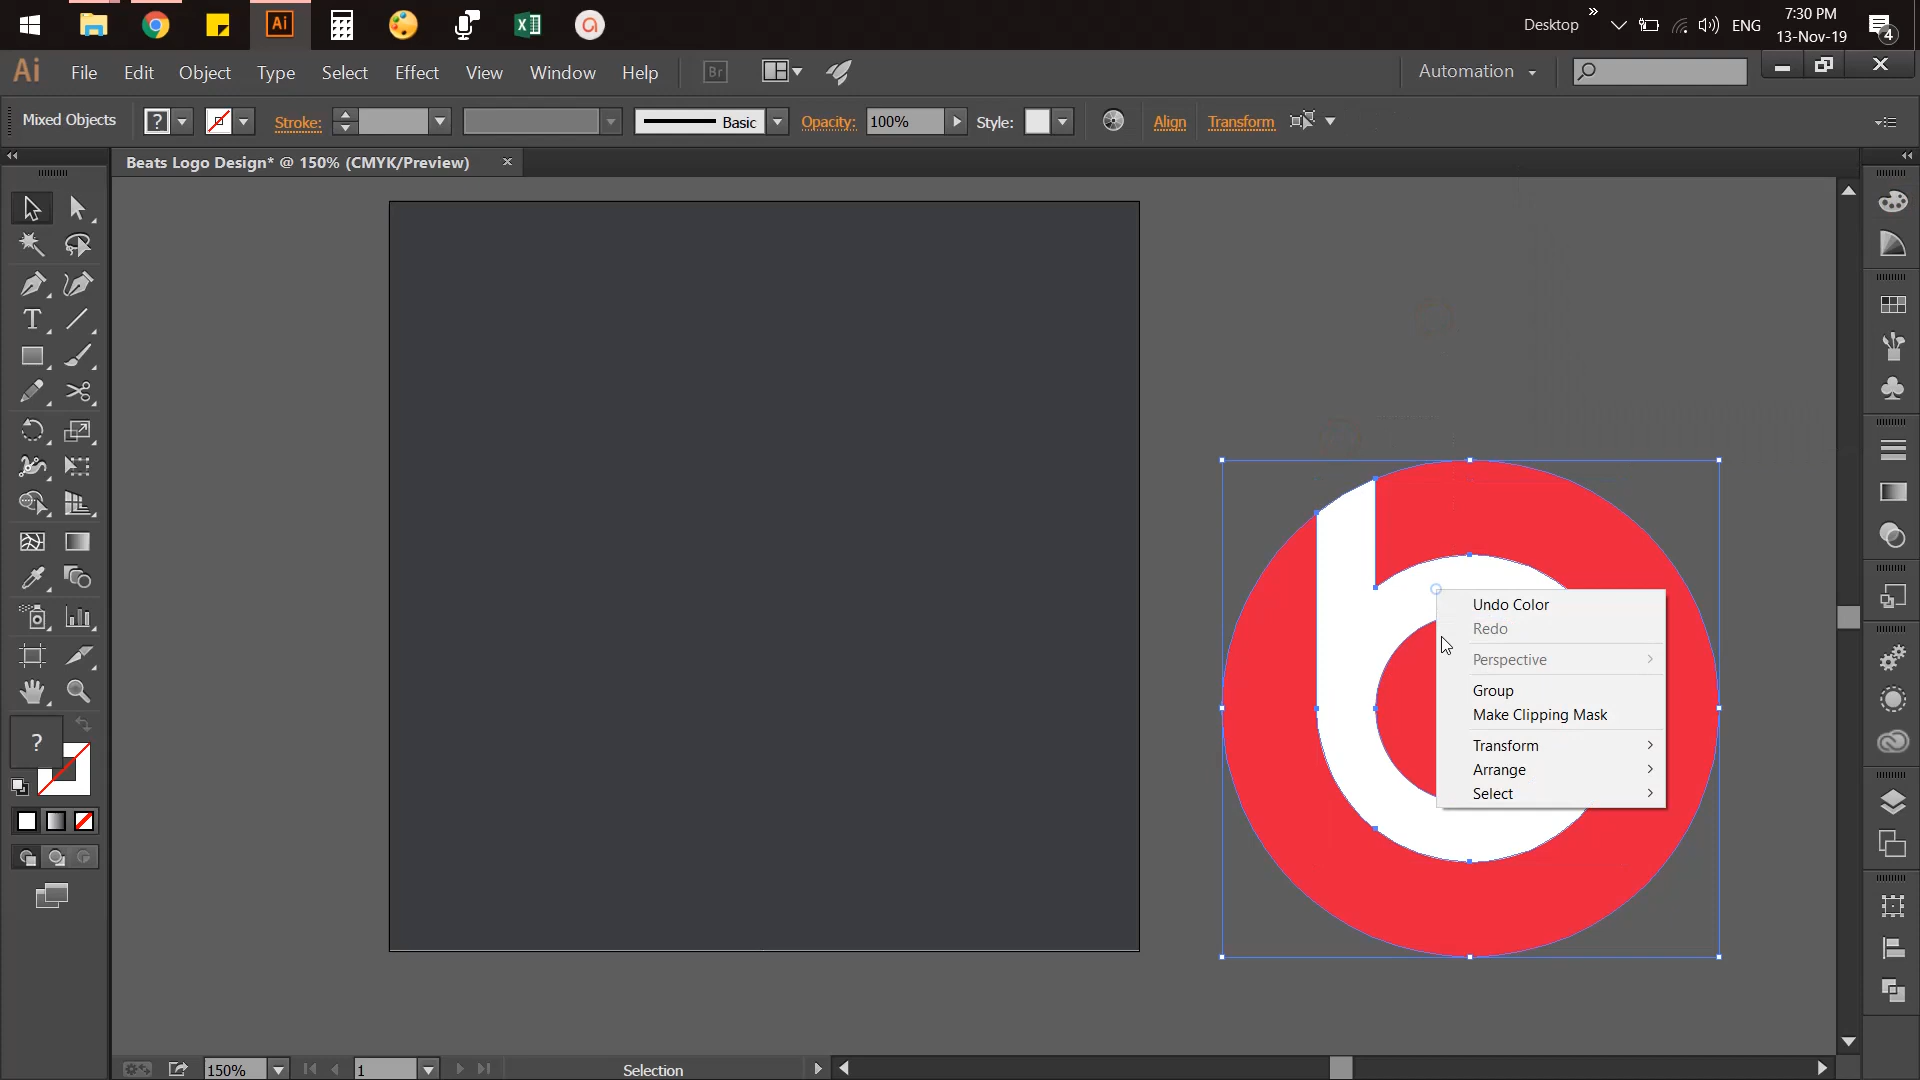 Ai
X
a
Desktop
»
ENG
7:30 PM
13-Nov-19
4
Ai
File
Edit
Object
Type
Select
Effect
View
Window
Help
Br
Automation
Mixed Objects
?
Stroke:
Basic
Opacity:
100%
Style:
Align
Transform
Beats Logo Design* @ 150% (CMYK/Preview)
T
?
b
Undo Color
Redo
Perspective
Group
Make Clipping Mask
Transform
Arrange
Select
150%
1
Selection